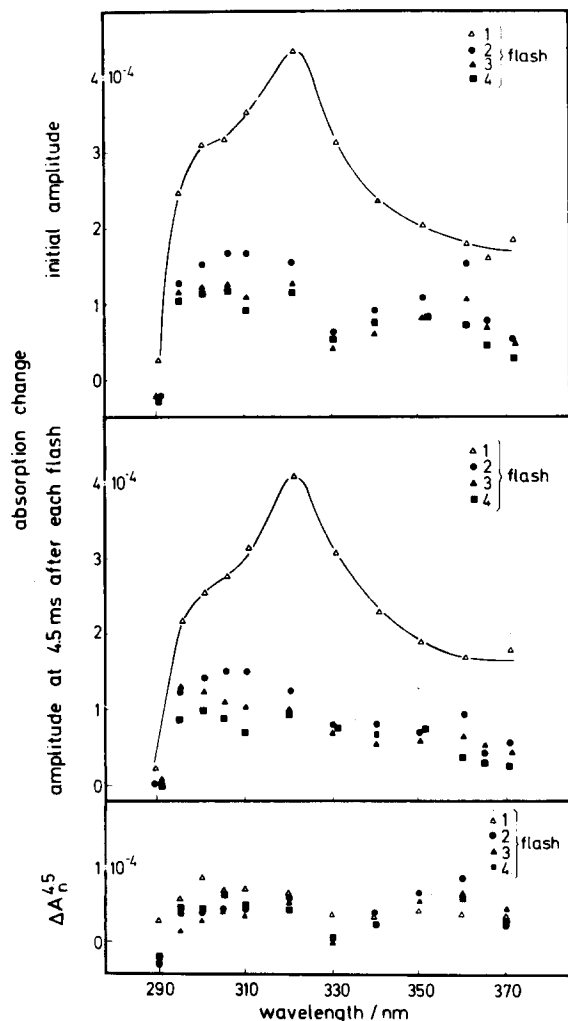 absorption change
initial amplitude
4 10⁻⁴
3
2
1
0
1
2
3
4
flash
amplitude at 4.5 ms after each flash
4 10⁻⁴
3
2
1
0
1
2
3
4
flash
ΔAₙ⁴·⁵
1 10⁻⁴
0
1
2
3
4
flash
290 310 330 350 370
wavelength / nm